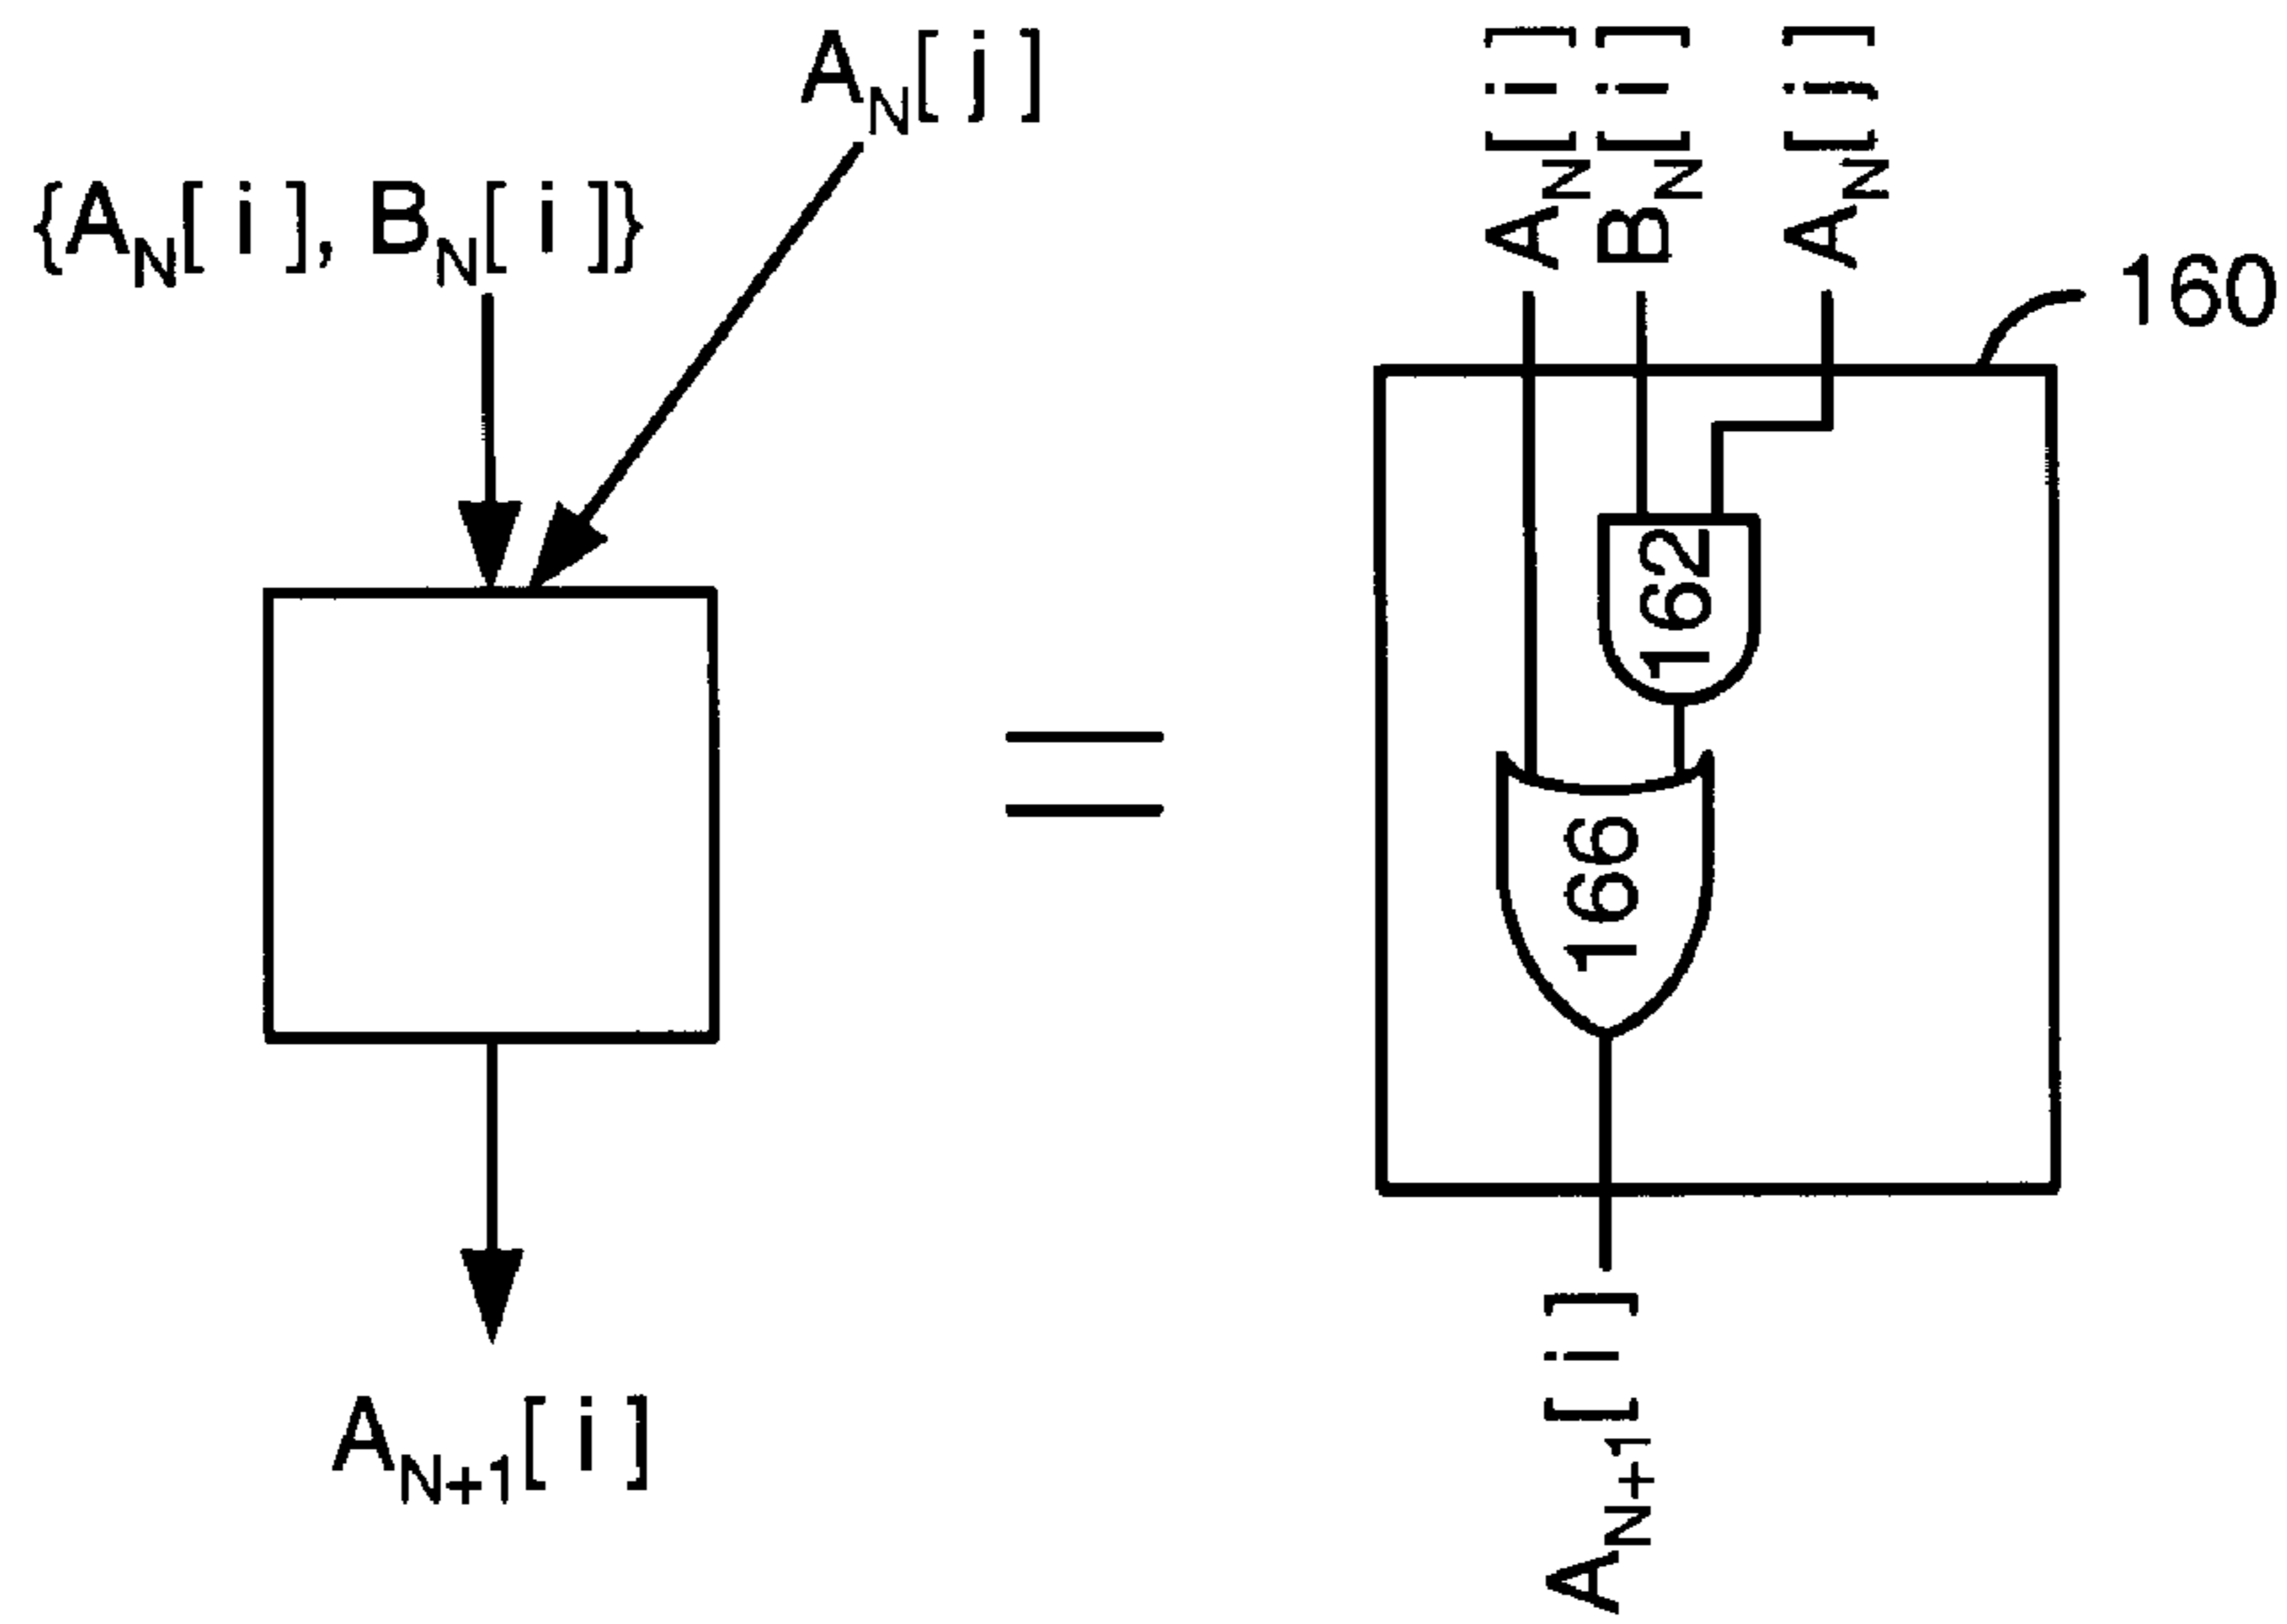 A_N[ j ]
{A_N[ i ], B_N[ i ]}
A_{N+1}[ i ]
A_N[ i ]
B_N[ i ]
A_N[ j ]
160
162
166
A_{N+1}[ i ]